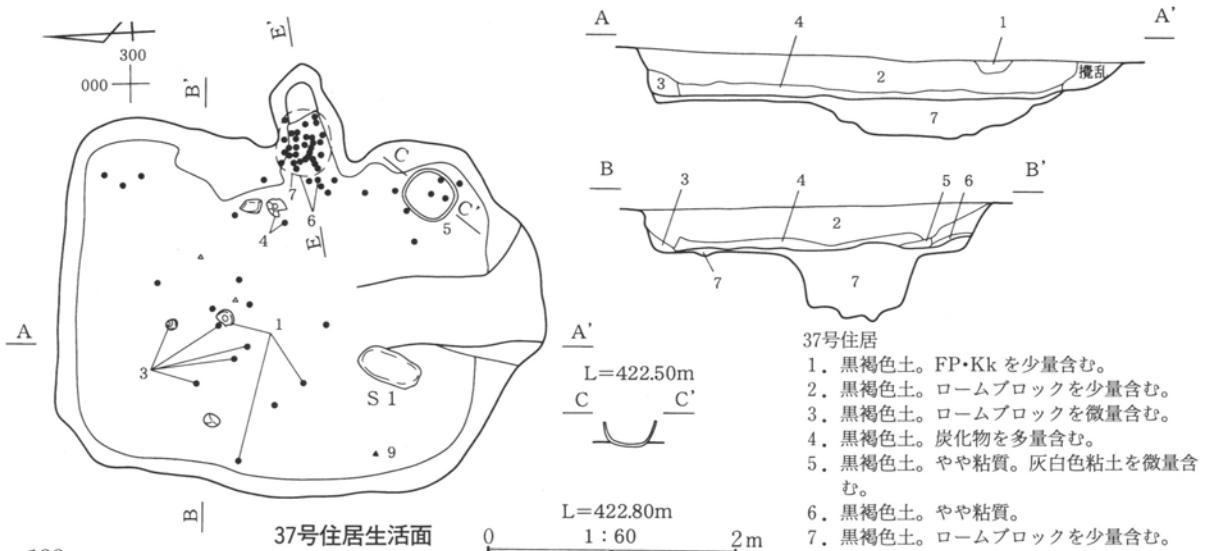 E'
300
000
B'
C
C'
7
6
5
4
E
A
A'
1
3
S 1
9
B
37号住居生活面
A
A'
4
1
2
3
攪乱
7
B
B'
3
4
5
6
2
7
7
L=422.50m
C
C'
L=422.80m
0
1：60
2m
37号住居
1．黒褐色土。FP・Kk を少量含む。
2．黒褐色土。ロームブロックを少量含む。
3．黒褐色土。ロームブロックを微量含む。
4．黒褐色土。炭化物を多量含む。
5．黒褐色土。やや粘質。灰白色粘土を微量含
む。
6．黒褐色土。やや粘質。
7．黒褐色土。ロームブロックを少量含む。